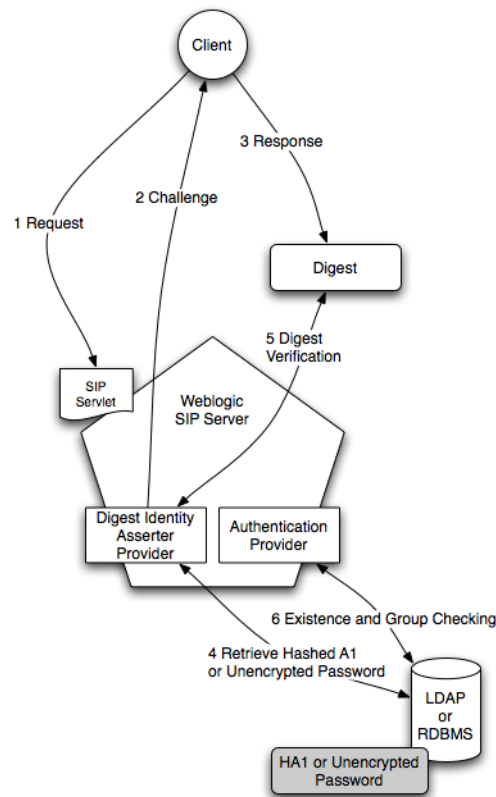 Client
3 Response
2 Challenge
1 Request
Digest
5 Digest
Verification
SIP
Servlet
Weblogic
SIP Server
Digest Identity
Asserter
Provider
Authentication
Provider
6 Existence and Group Checking
4 Retrieve Hashed A1
or Unencrypted Password
LDAP
or
RDBMS
HA1 or Unencrypted
Password